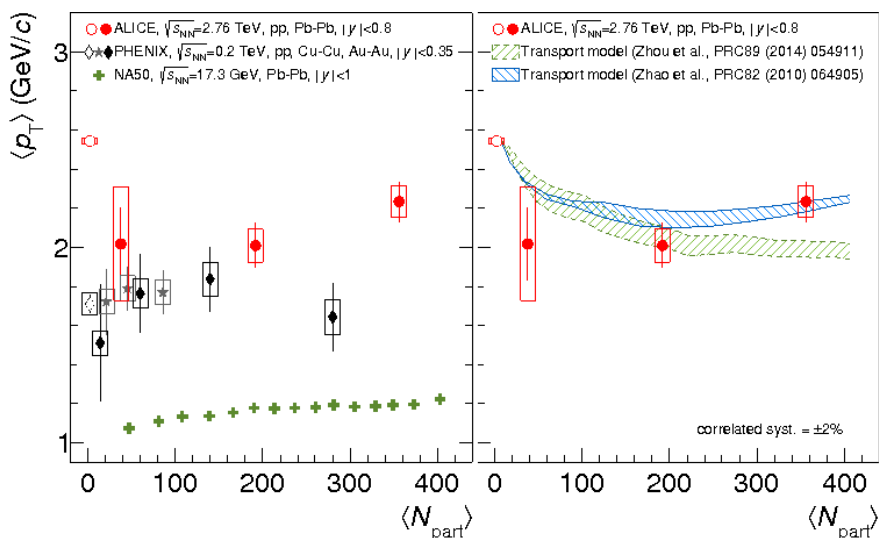 ALICE, √sNN=2.76 TeV, pp, Pb-Pb, |y|<0.8
PHENIX, √sNN=0.2 TeV, pp, Cu-Cu, Au-Au, |y|<0.35
NA50, √sNN=17.3 GeV, Pb-Pb, |y|<1
⟨pT⟩ (GeV/c)
3
2
1
0 100 200 300 400
⟨Npart⟩
ALICE, √sNN=2.76 TeV, pp, Pb-Pb, |y|<0.8
Transport model (Zhou et al., PRC89 (2014) 054911)
Transport model (Zhao et al., PRC82 (2010) 064905)
correlated syst. = ±2%
0 100 200 300 400
⟨Npart⟩